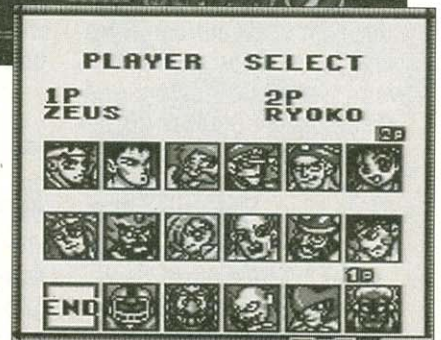 PLAYER SELECT
1P 2P
ZEUS RYOKO
2P
1P
END